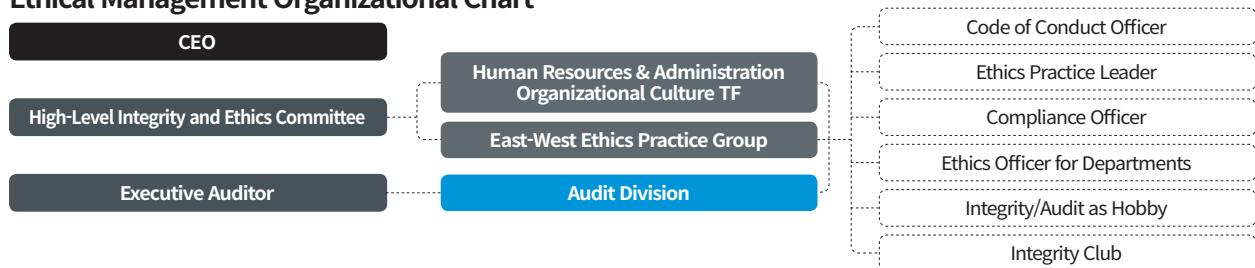 Ethical Management Organizational Chart
CEO
High-Level Integrity and Ethics Committee
Executive Auditor
Human Resources & Administration
Organizational Culture TF
East-West Ethics Practice Group
Audit Division
Code of Conduct Officer
Ethics Practice Leader
Compliance Officer
Ethics Officer for Departments
Integrity/Audit as Hobby
Integrity Club